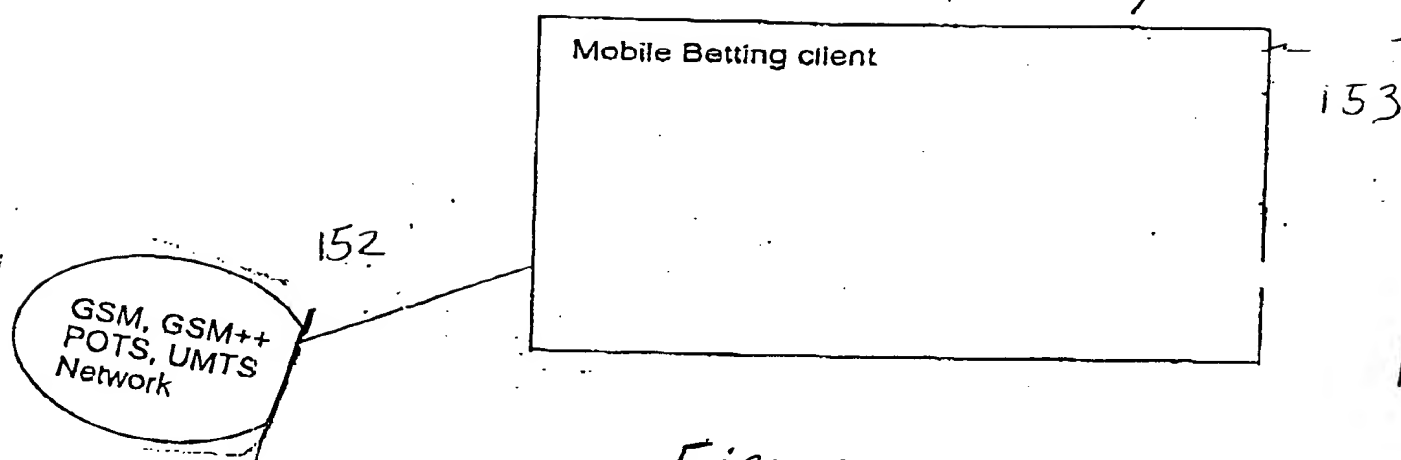 Mobile Betting client
153
152
GSM, GSM++
POTS, UMTS
Network